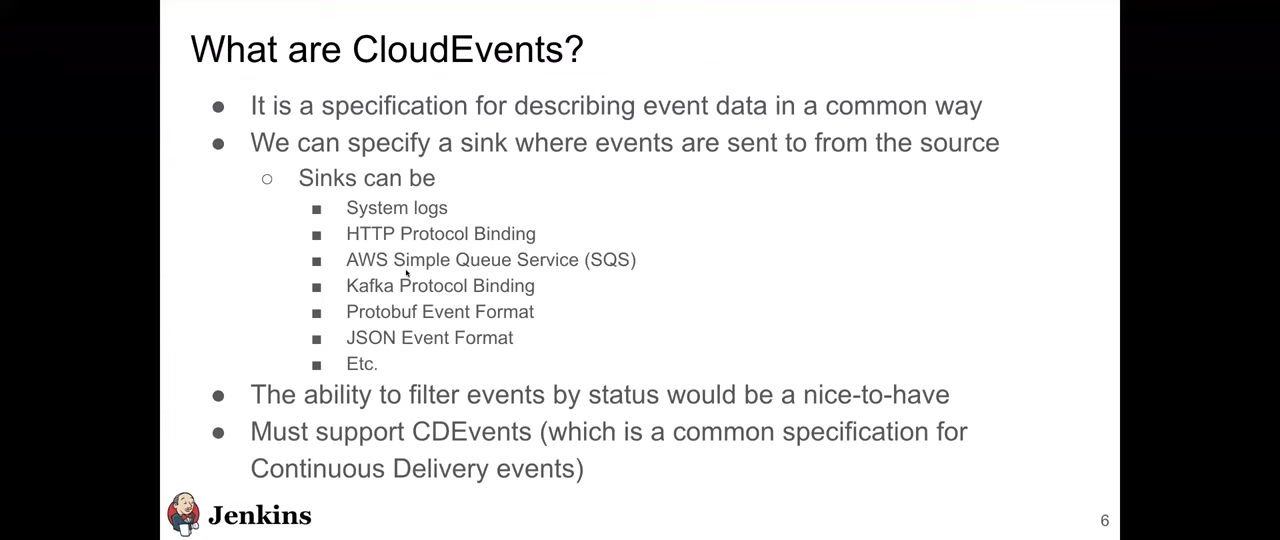 What are CloudEvents?
● It is a specification for describing event data in a common way
● We can specify a sink where events are sent to from the source
○ Sinks can be
■ System logs
■ HTTP Protocol Binding
■ AWS Simple Queue Service (SQS)
■ Kafka Protocol Binding
■ Protobuf Event Format
■ JSON Event Format
■ Etc.
● The ability to filter events by status would be a nice-to-have
● Must support CDEvents (which is a common specification for
Continuous Delivery events)
Jenkins
6